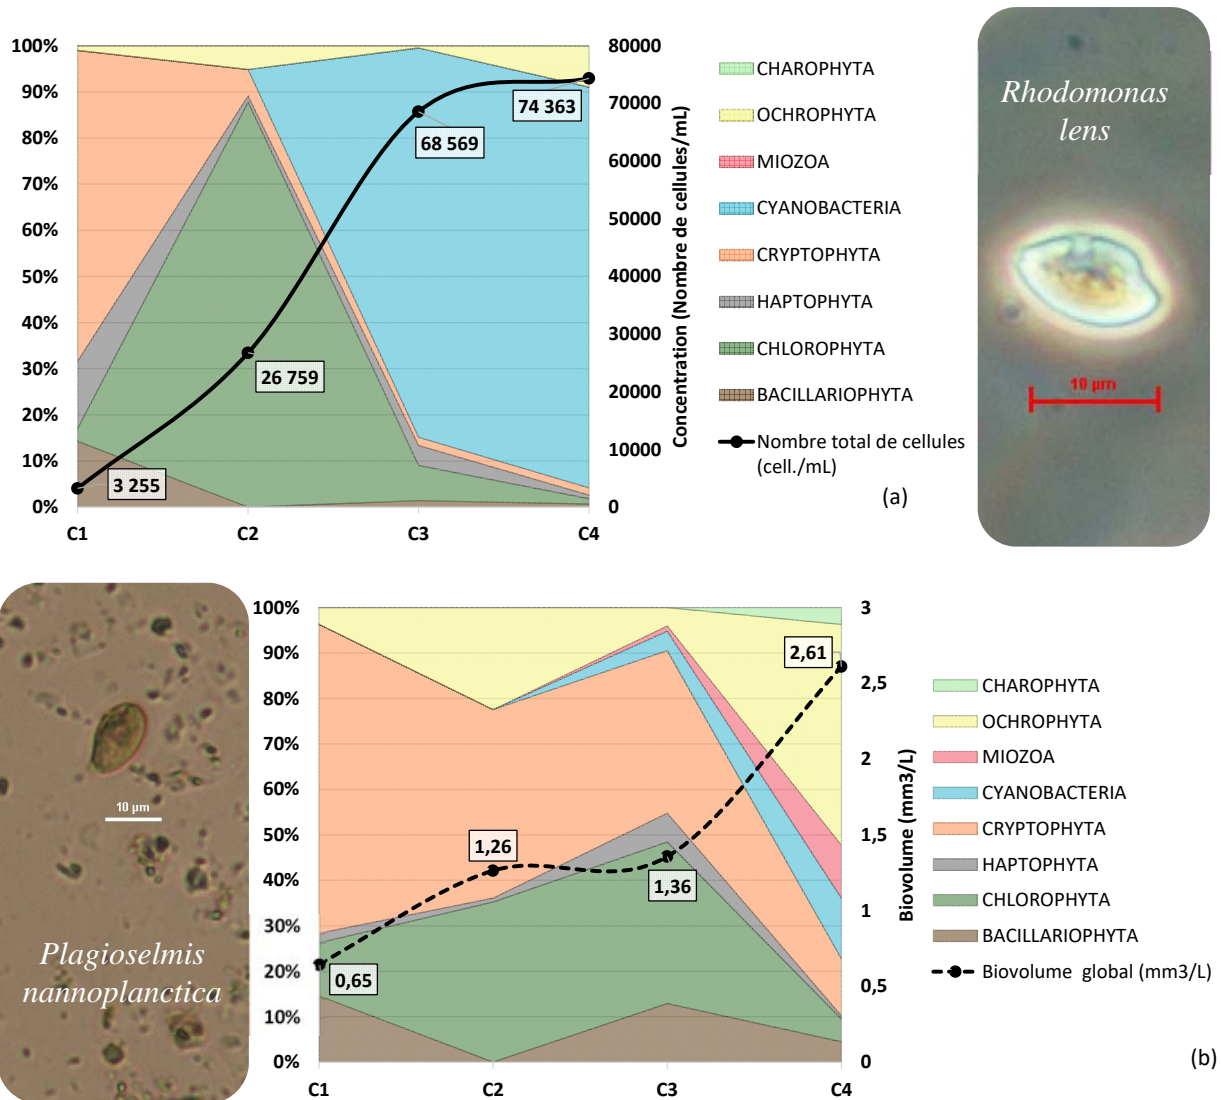 100%
90%
80%
70%
60%
50%
40%
30%
20%
10%
0%
C1
C2
C3
C4
3 255
26 759
68 569
74 363
80000
70000
60000
50000
40000
30000
20000
10000
0
Concentration (Nombre de cellules/mL)
CHAROPHYTA
OCHROPHYTA
MIOZOA
CYANOBACTERIA
CRYPTOPHYTA
HAPTOPHYTA
CHLOROPHYTA
BACILLARIOPHYTA
Nombre total de cellules
(cell./mL)
(a)
Rhodomonas
lens
10 µm
10 µm
Plagioselmis
nannoplanctica
100%
90%
80%
70%
60%
50%
40%
30%
20%
10%
0%
C1
C2
C3
C4
0,65
1,26
1,36
2,61
3
2,5
2
1,5
1
0,5
0
Biovolume (mm3/L)
CHAROPHYTA
OCHROPHYTA
MIOZOA
CYANOBACTERIA
CRYPTOPHYTA
HAPTOPHYTA
CHLOROPHYTA
BACILLARIOPHYTA
Biovolume global (mm3/L)
(b)